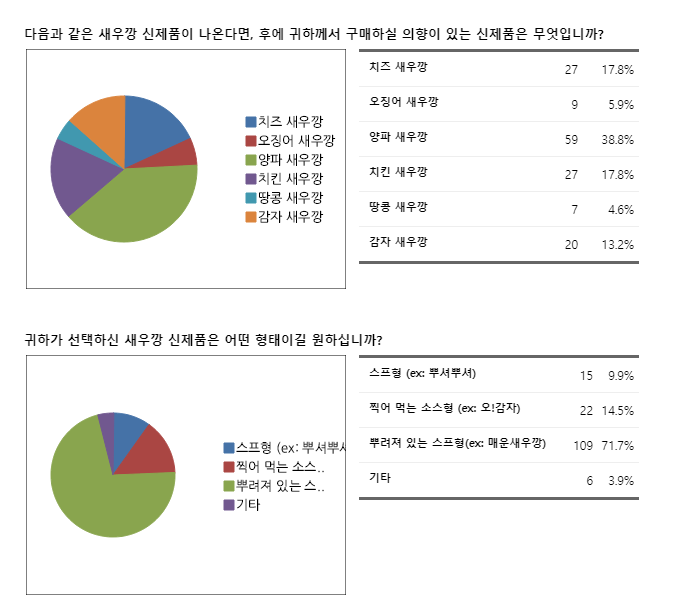 다음과 같은 새우깡 신제품이 나온다면, 후에 귀하께서 구매하실 의향이 있는 신제품은 무엇입니까?
치즈 새우깡
오징어 새우깡
양파 새우깡
치킨 새우깡
땅콩 새우깡
감자 새우깡
치즈 새우깡 27 17.8%
오징어 새우깡 9 5.9%
양파 새우깡 59 38.8%
치킨 새우깡 27 17.8%
땅콩 새우깡 7 4.6%
감자 새우깡 20 13.2%
귀하가 선택하신 새우깡 신제품은 어떤 형태이길 원하십니까?
스프형 (ex: 뿌셔뿌셔
찍어 먹는 소스..
뿌려져 있는 스..
기타
스프형 (ex: 뿌셔뿌셔) 15 9.9%
찍어 먹는 소스형 (ex: 오!감자) 22 14.5%
뿌려져 있는 스프형(ex: 매운새우깡) 109 71.7%
기타 6 3.9%